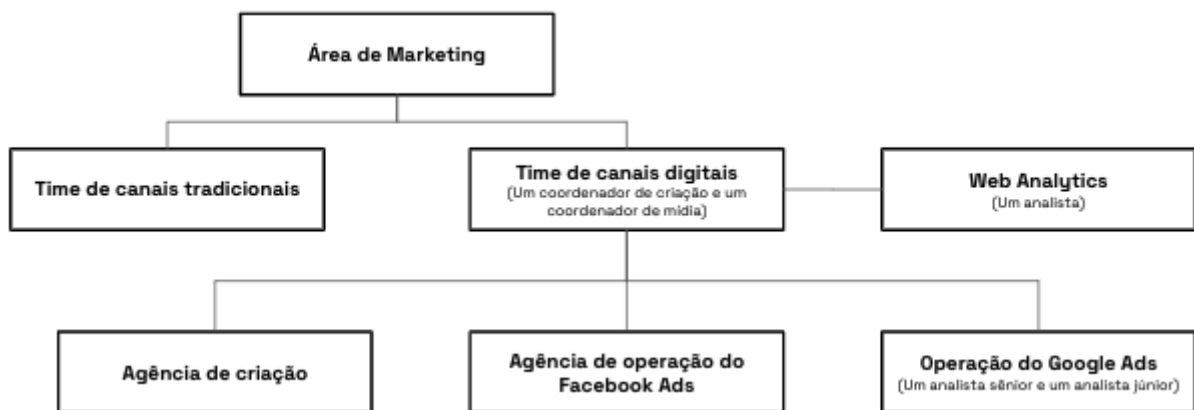 Área de Marketing
Time de canais tradicionais
Time de canais digitais
(Um coordenador de criação e um
coordenador de mídia)
Web Analytics
(Um analista)
Agência de criação
Agência de operação do
Facebook Ads
Operação do Google Ads
(Um analista sênior e um analista júnior)